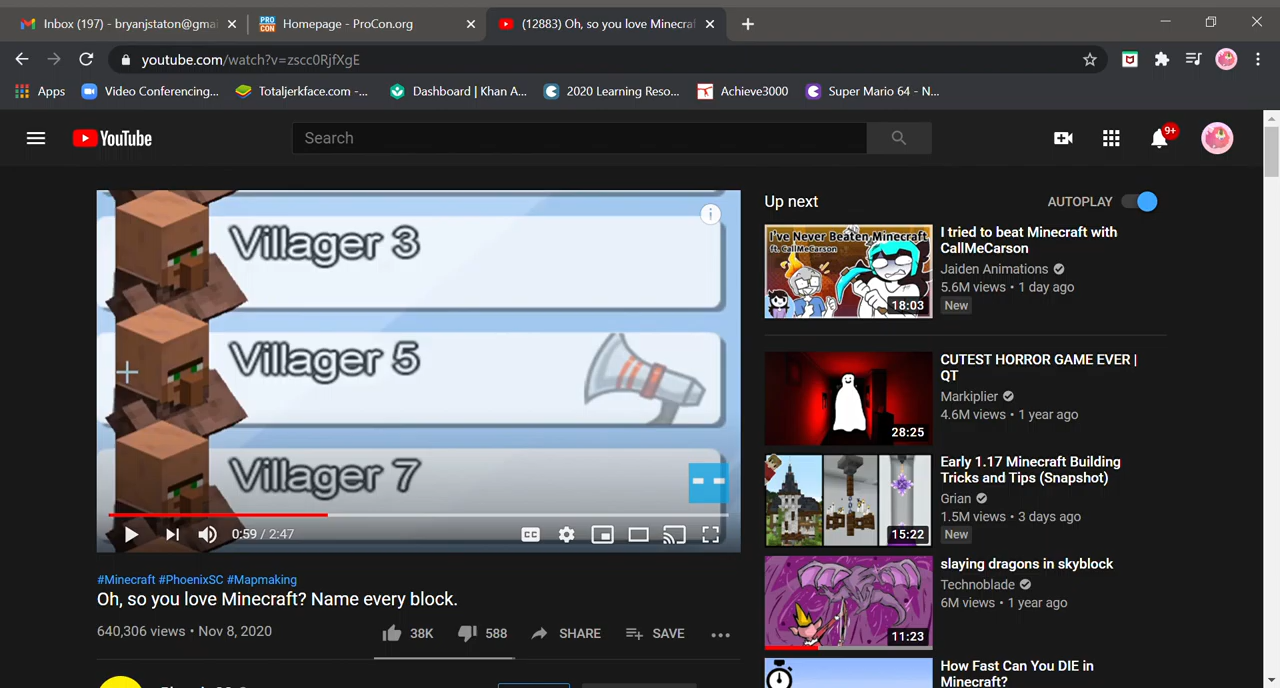 Inbox (197) - bryanjstaton@gmai
Homepage - ProCon.org
(12883) Oh, so you love Minecraf
youtube.com/watch?v=zscc0RjfXgE
Apps
Video Conferencing...
Totaljerkface.com -...
Dashboard | Khan A...
2020 Learning Reso...
Achieve3000
Super Mario 64 - N...
YouTube
Search
9+
Villager 3
Villager 5
Villager 7
0:59 / 2:47
CC
#Minecraft #PhoenixSC #Mapmaking
Oh, so you love Minecraft? Name every block.
640,306 views • Nov 8, 2020
38K
588
SHARE
SAVE
Up next
AUTOPLAY
I've Never Beaten Minecraft
ft. CallMeCarson
18:03
I tried to beat Minecraft with
CallMeCarson
Jaiden Animations
5.6M views • 1 day ago
New
28:25
CUTEST HORROR GAME EVER |
QT
Markiplier
4.6M views • 1 year ago
15:22
Early 1.17 Minecraft Building
Tricks and Tips (Snapshot)
Grian
1.5M views • 3 days ago
New
11:23
slaying dragons in skyblock
Technoblade
6M views • 1 year ago
How Fast Can You DIE in
Minecraft?